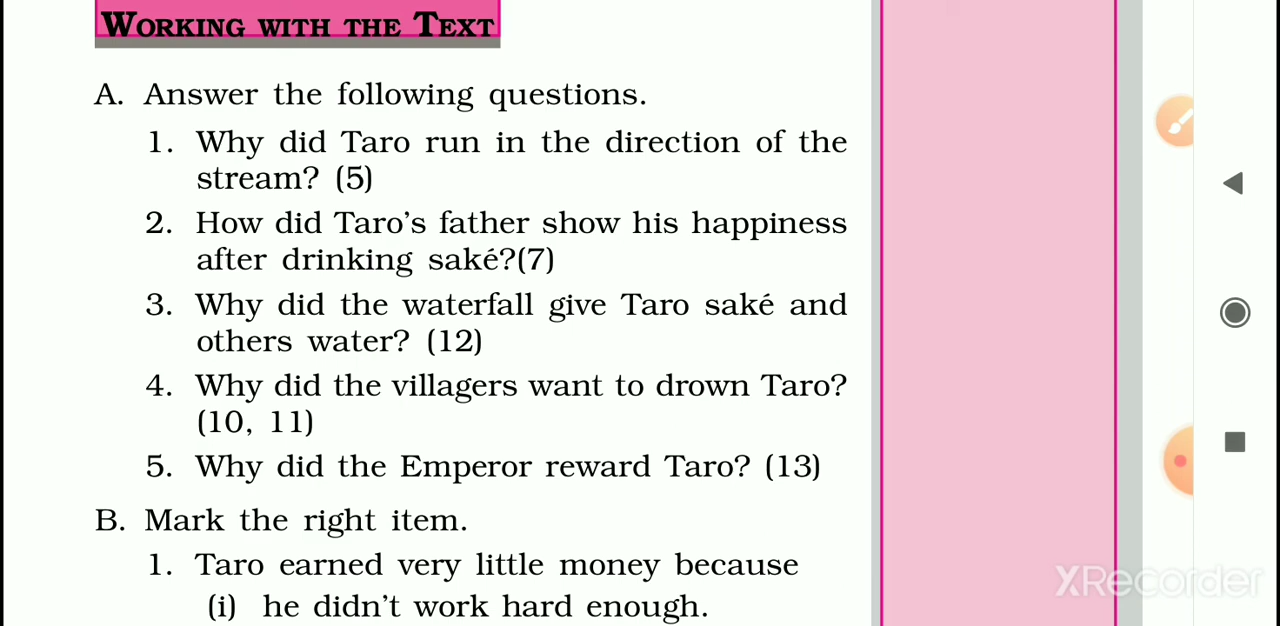 WORKING WITH THE TEXT
A. Answer the following questions.
1. Why did Taro run in the direction of the
stream? (5)
2. How did Taro's father show his happiness
after drinking saké?(7)
3. Why did the waterfall give Taro saké and
others water? (12)
4. Why did the villagers want to drown Taro?
(10, 11)
5. Why did the Emperor reward Taro? (13)
B. Mark the right item.
1. Taro earned very little money because
(i) he didn't work hard enough.
XRecorder